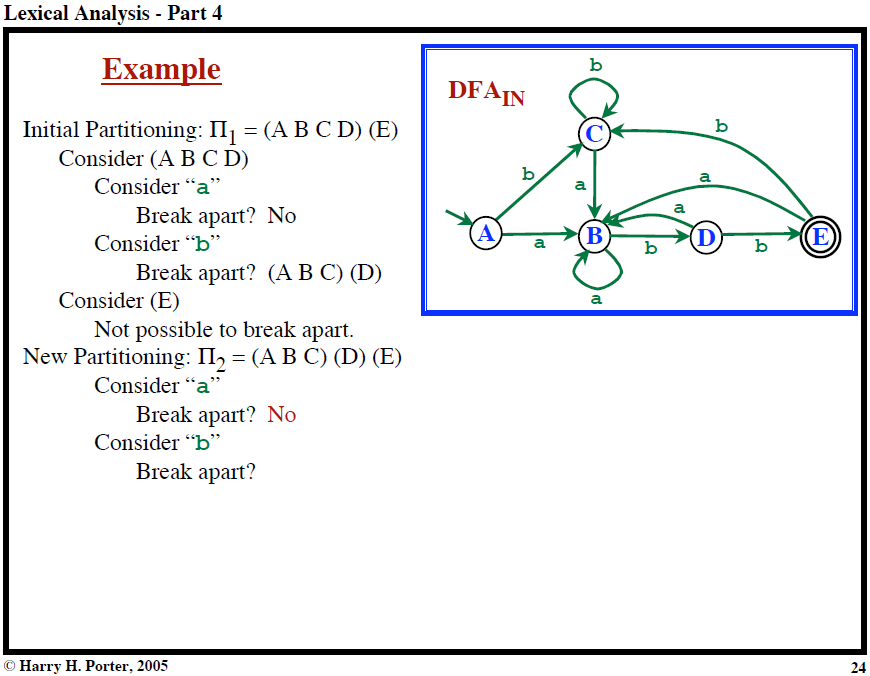 Lexical Analysis - Part 4
Example
Initial Partitioning: Π1 = (A B C D) (E)
Consider (A B C D)
Consider “a”
Break apart? No
Consider “b”
Break apart? (A B C) (D)
Consider (E)
Not possible to break apart.
New Partitioning: Π2 = (A B C) (D) (E)
Consider “a”
Break apart? No
Consider “b”
Break apart?
DFAIN
b
C
b
b
a
a
a
A
a
B
b
D
b
E
a
© Harry H. Porter, 2005
24